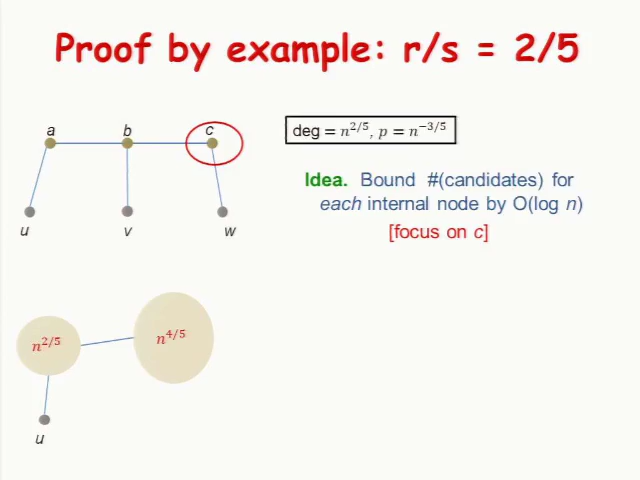 Proof by example: r/s = 2/5
a b c
deg = n^{2/5}, p = n^{-3/5}
Idea. Bound #(candidates) for
each internal node by O(log n)
[focus on c]
u v w
n^{2/5} n^{4/5}
u